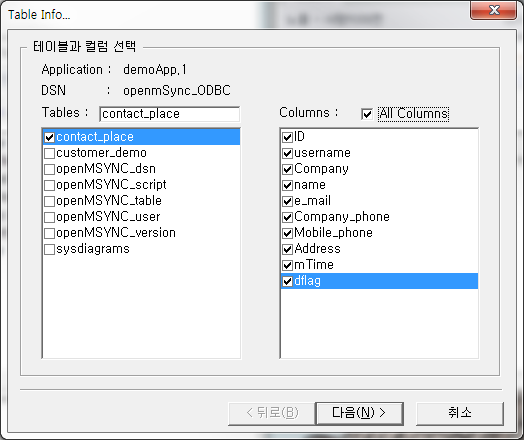 Table Info...
테이블과 컬럼 선택
Application : demoApp,1
DSN : openmSync_ODBC
Tables : contact_place
Columns : All Columns
contact_place
customer_demo
openMSYNC_dsn
openMSYNC_script
openMSYNC_table
openMSYNC_user
openMSYNC_version
sysdiagrams
ID
username
Company
name
e_mail
Company_phone
Mobile_phone
Address
mTime
dflag
< 뒤로(B)
다음(N) >
취소